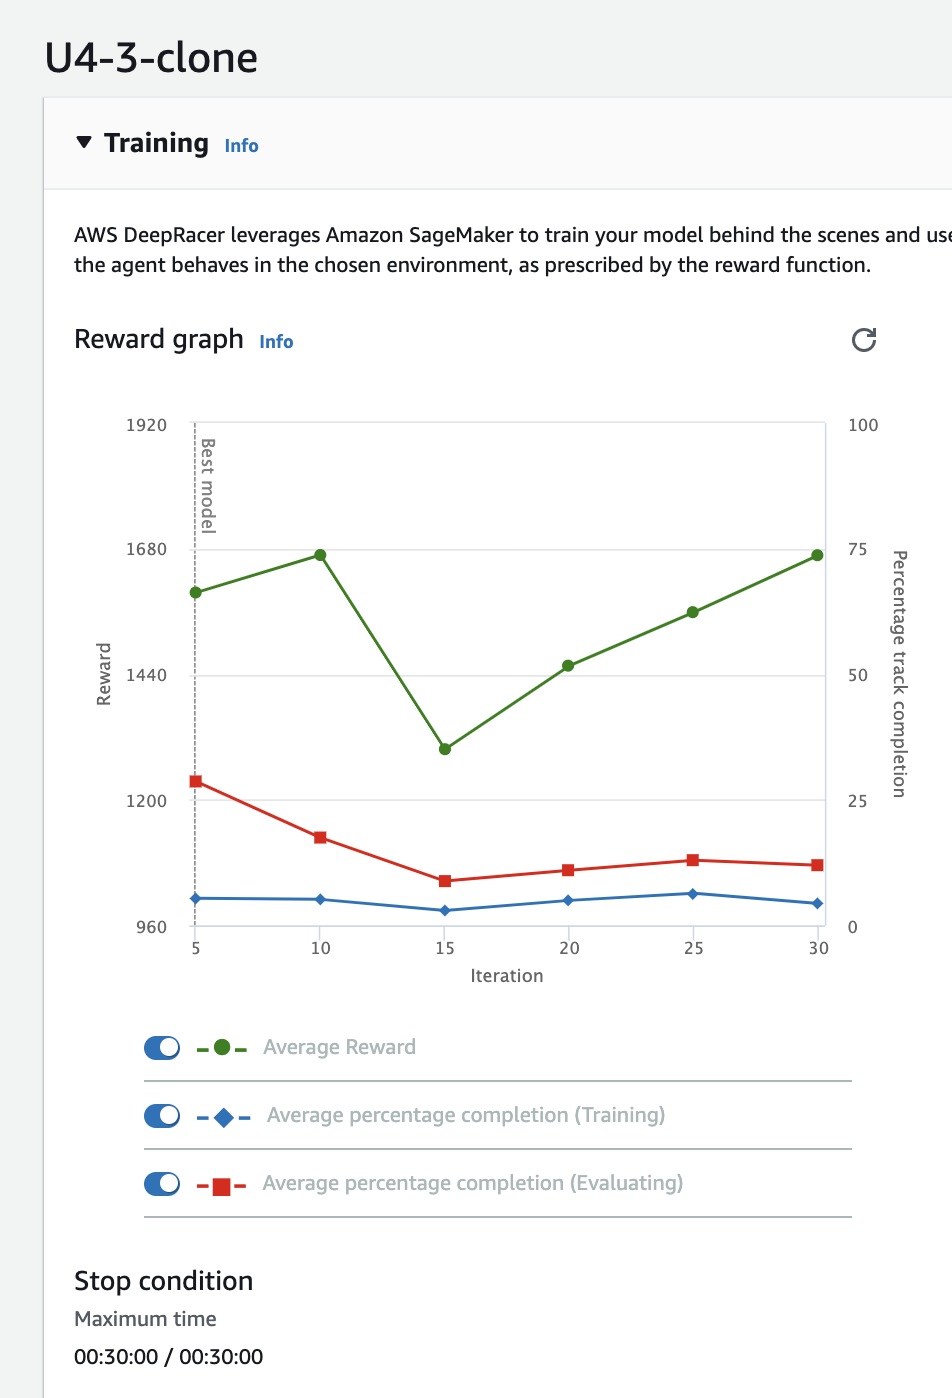 U4-3-clone
Training Info
AWS DeepRacer leverages Amazon SageMaker to train your model behind the scenes and use
the agent behaves in the chosen environment, as prescribed by the reward function.
Reward graph Info
1920
1680
1440
1200
960
Reward
Best model
100
75
50
25
0
Percentage track completion
5 10 15 20 25 30
Iteration
Average Reward
Average percentage completion (Training)
Average percentage completion (Evaluating)
Stop condition
Maximum time
00:30:00 / 00:30:00